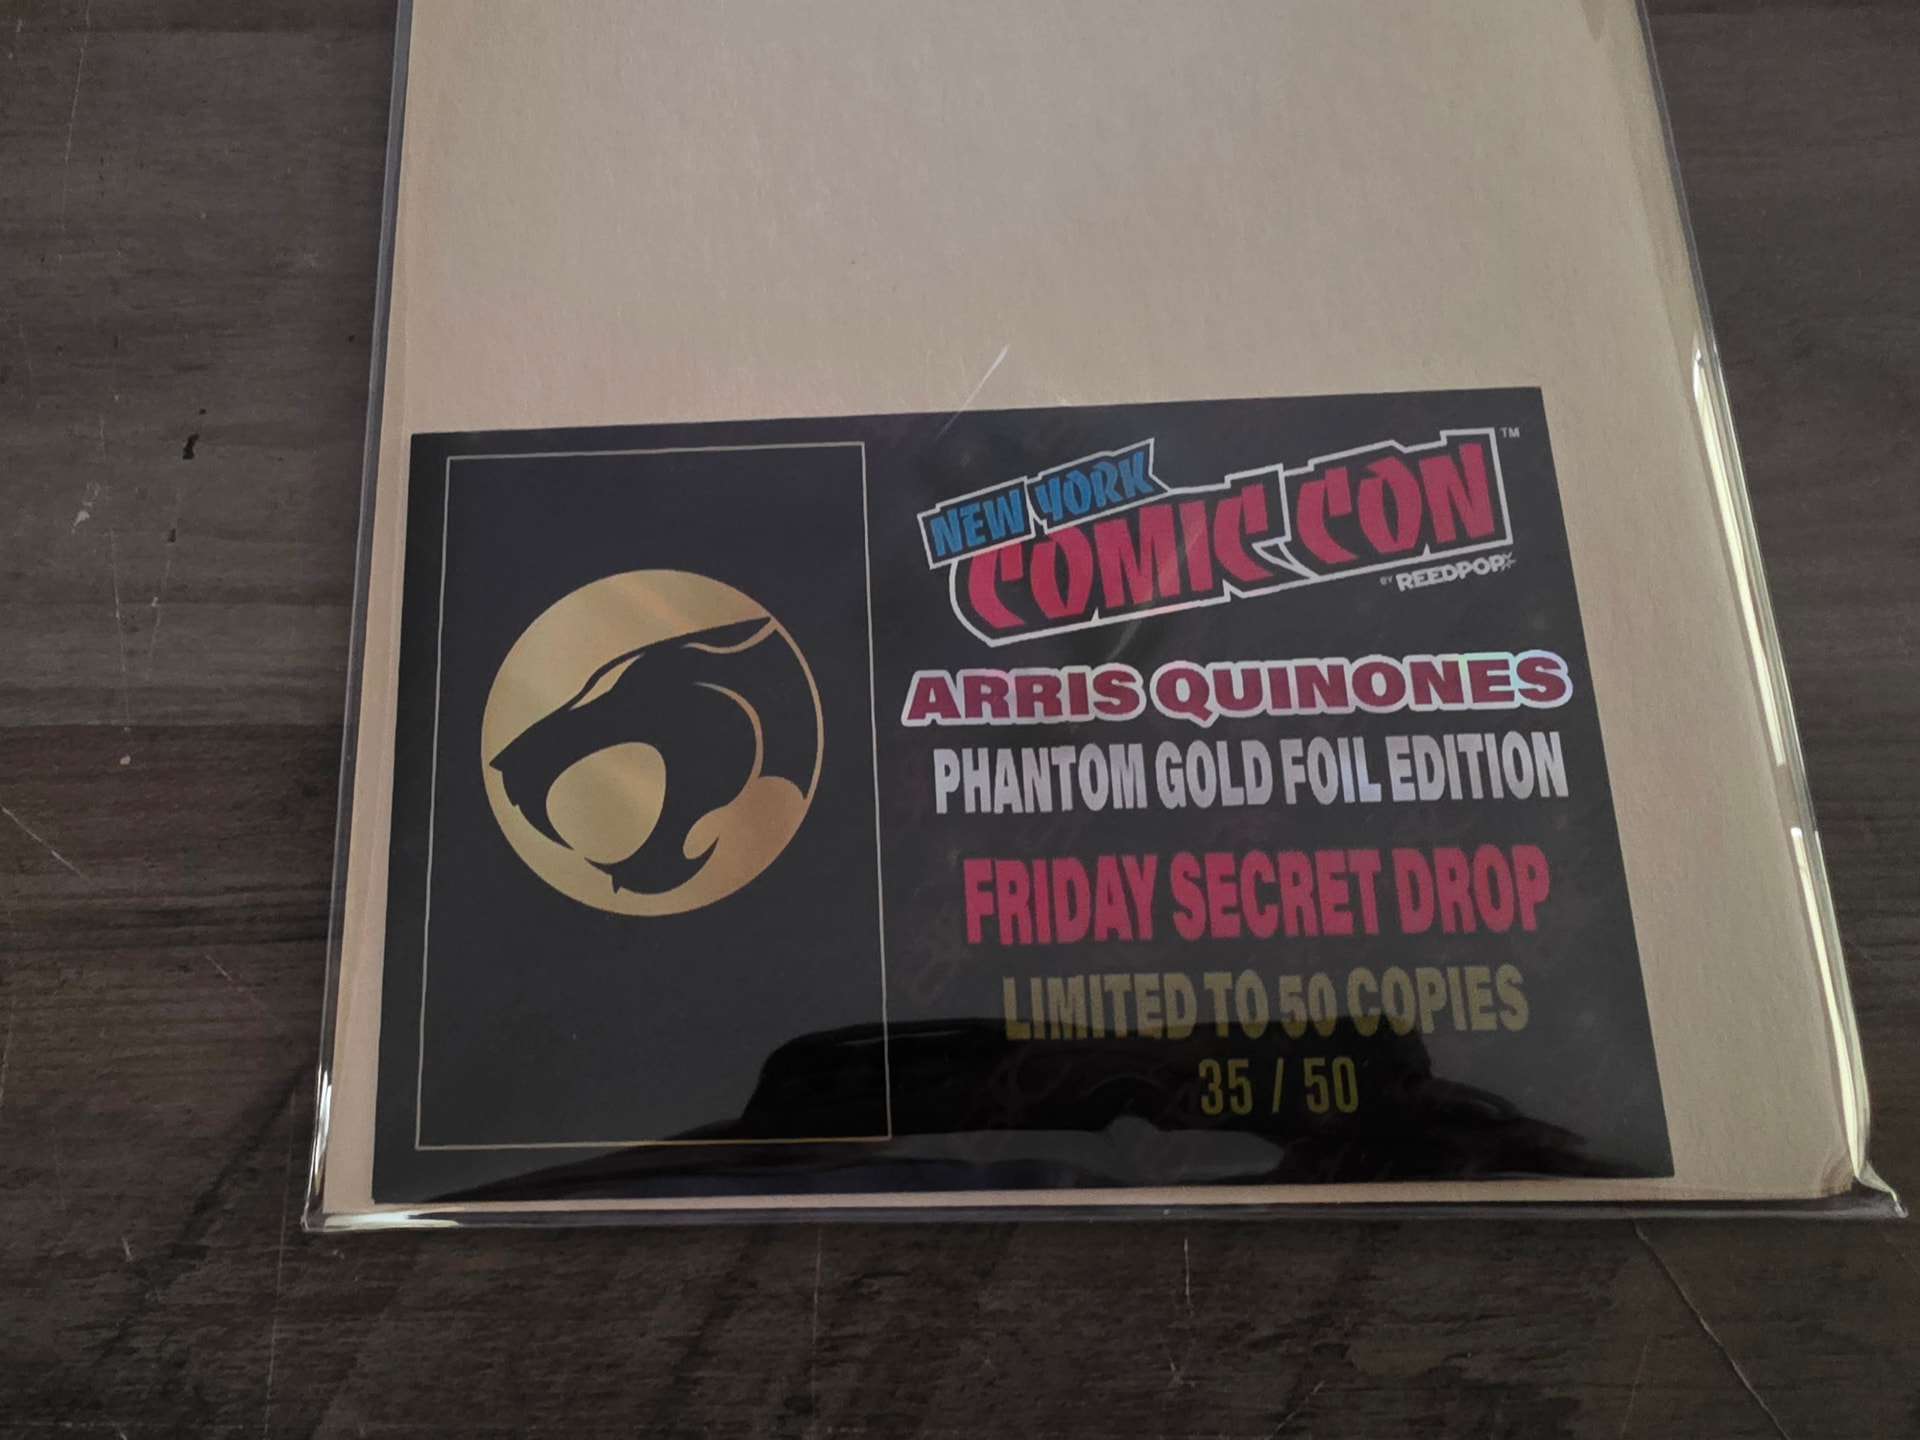 NEW YORK
COMIC CON™
BY REEDPOP
ARRIS QUINONES
PHANTOM GOLD FOIL EDITION
FRIDAY SECRET DROP
LIMITED TO 50 COPIES
35 / 50